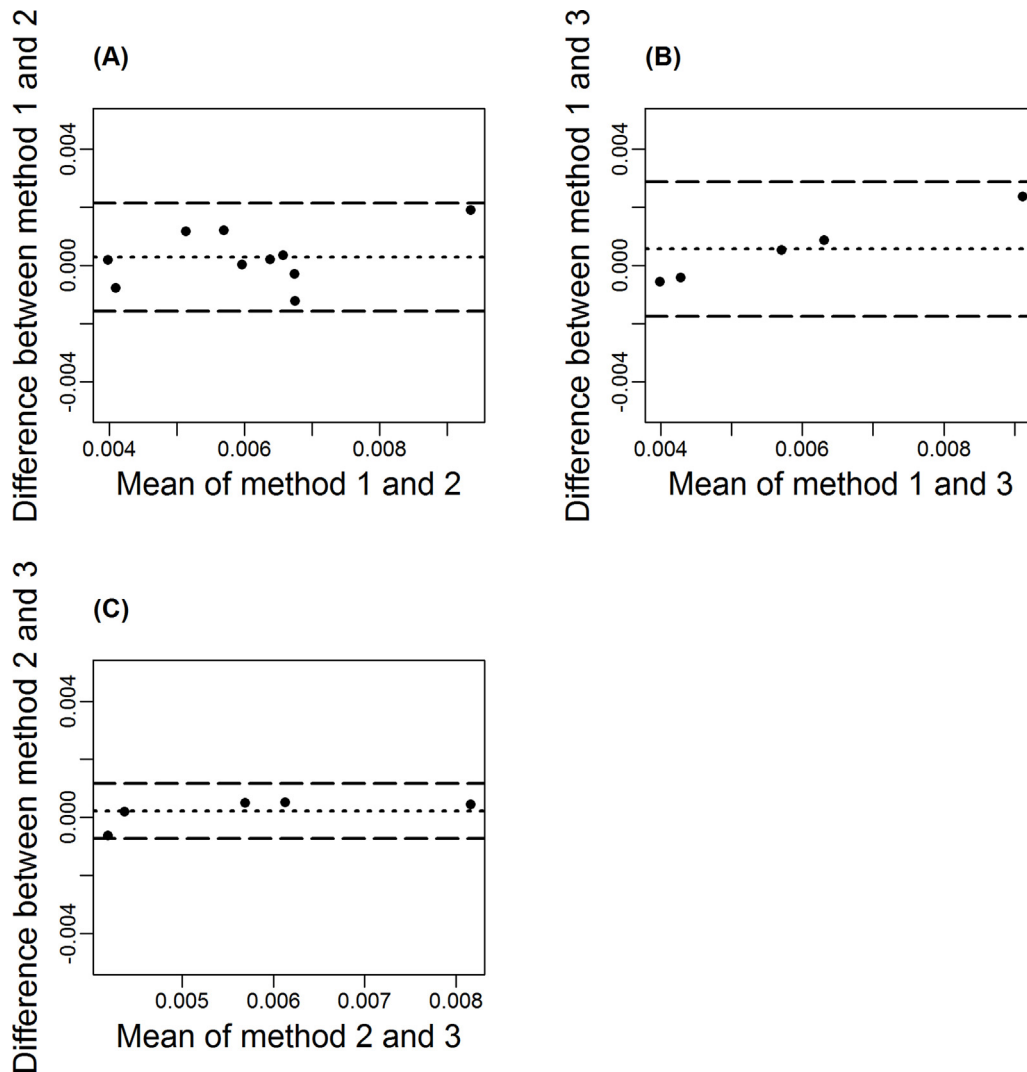 (A)
Difference between method 1 and 2
0.004
0.000
-0.004
0.004
0.006
0.008
Mean of method 1 and 2
(B)
Difference between method 1 and 3
0.004
0.000
-0.004
0.004
0.006
0.008
Mean of method 1 and 3
(C)
Difference between method 2 and 3
0.004
0.000
-0.004
0.005
0.006
0.007
0.008
Mean of method 2 and 3